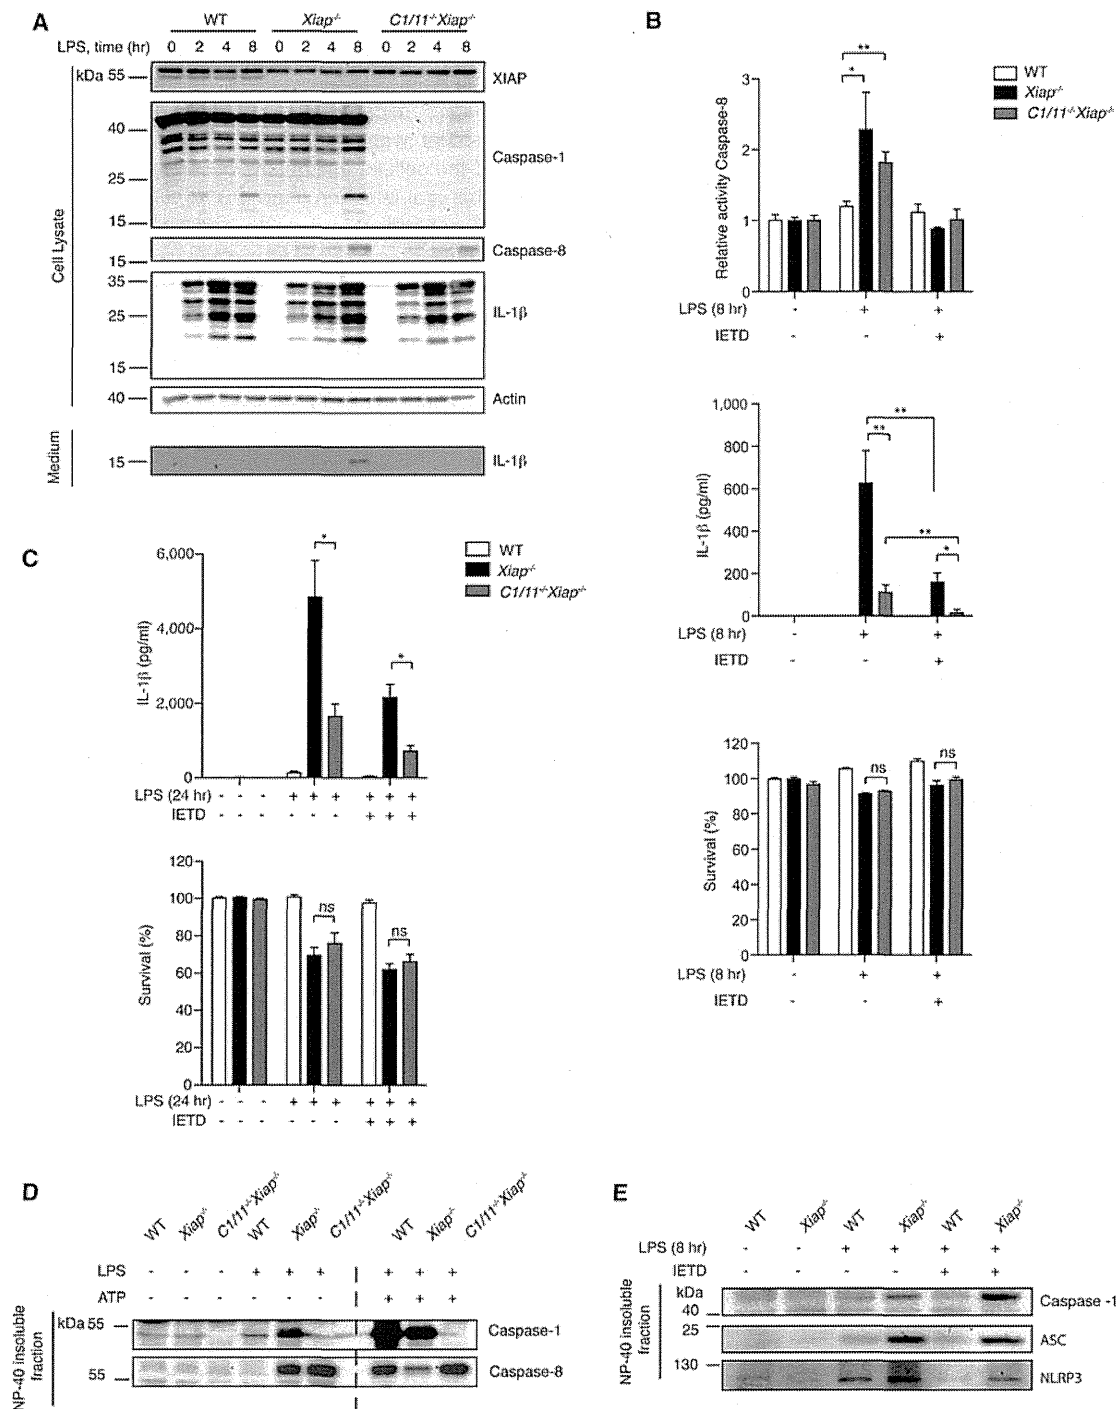 A
WT Xiap-/- C1/11-/-Xiap-/-
LPS, time (hr) 0 2 4 8 0 2 4 8 0 2 4 8
kDa 55
XIAP
40
Caspase-1
25
15
Caspase-8
15
35
IL-1β
25
15
40
Actin
Cell Lysate
15
IL-1β
Medium
B
WT
Xiap-/-
C1/11-/-Xiap-/-
Relative activity Caspase-8
3
2
1
0
**
*
LPS (8 hr) - + +
IETD - - +
IL-1β (pg/ml)
1,000
800
600
400
200
0
**
**
**
*
LPS (8 hr) - + +
IETD - - +
Survival (%)
120
100
80
60
40
20
0
ns
ns
LPS (8 hr) - + +
IETD - - +
C
WT
Xiap-/-
C1/11-/-Xiap-/-
IL-1β (pg/ml)
6,000
4,000
2,000
0
*
*
LPS (24 hr) - - - + + + + + +
IETD - - - - - - + + +
Survival (%)
120
100
80
60
40
20
0
ns
ns
LPS (24 hr) - - - + + + + + +
IETD - - - - - - + + +
D
WT Xiap-/- C1/11-/-Xiap-/- WT Xiap-/- C1/11-/-Xiap-/- WT Xiap-/- C1/11-/-Xiap-/-
LPS - - - + + + + + +
ATP - - - - - - + + +
kDa 55
Caspase-1
55
Caspase-8
NP-40 insoluble
fraction
E
WT Xiap-/- WT Xiap-/- WT Xiap-/-
LPS (8 hr) - - + + + +
IETD - - - - + +
kDa
40
Caspase -1
25
ASC
130
NLRP3
NP-40 insoluble
fraction